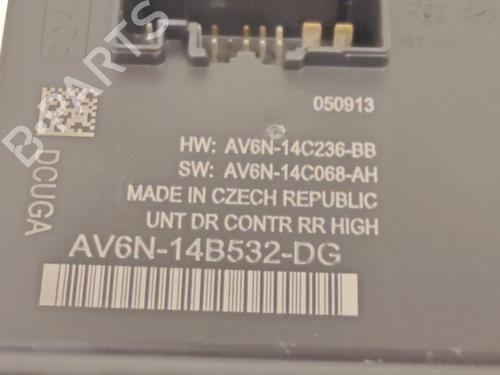 050913
HW: AV6N-14C236-BB
SW: AV6N-14C068-AH
MADE IN CZECH REPUBLIC
UNT DR CONTR RR HIGH
AV6N-14B532-DG
DCUGA
B-PARTS